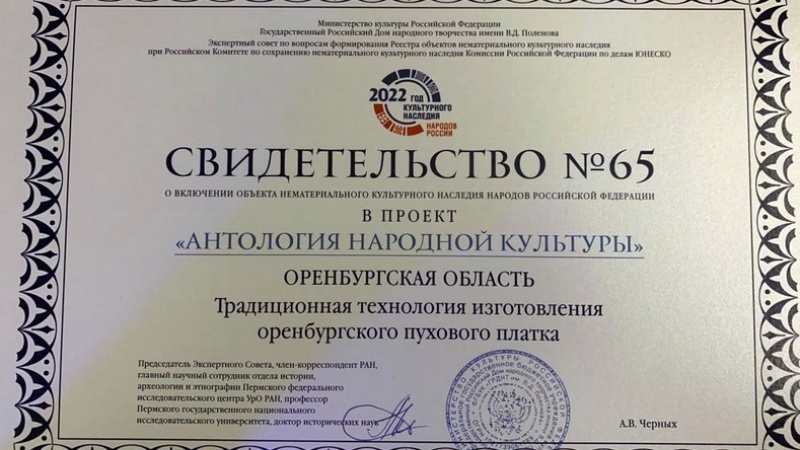 Министерство культуры Российской Федерации
Государственный Российский Дом народного творчества имени В.Д. Поленова
Экспертный совет по вопросам формирования Реестра объектов нематериального культурного наследия
при Российском Комитете по сохранению нематериального культурного наследия Комиссии Российской Федерации по делам ЮНЕСКО
2022 ГОД
КУЛЬТУРНОГО
НАСЛЕДИЯ
НАРОДОВ
РОССИИ
СВИДЕТЕЛЬСТВО №65
О ВКЛЮЧЕНИИ ОБЪЕКТА НЕМАТЕРИАЛЬНОГО КУЛЬТУРНОГО НАСЛЕДИЯ НАРОДОВ РОССИЙСКОЙ ФЕДЕРАЦИИ
В ПРОЕКТ
«АНТОЛОГИЯ НАРОДНОЙ КУЛЬТУРЫ»
ОРЕНБУРГСКАЯ ОБЛАСТЬ
Традиционная технология изготовления
оренбургского пухового платка
Председатель Экспертного Совета, член-корреспондент РАН,
главный научный сотрудник отдела истории,
археологии и этнографии Пермского федерального
исследовательского центра УрО РАН, профессор
Пермского государственного национального
исследовательского университета, доктор исторических наук
А.В. Черных